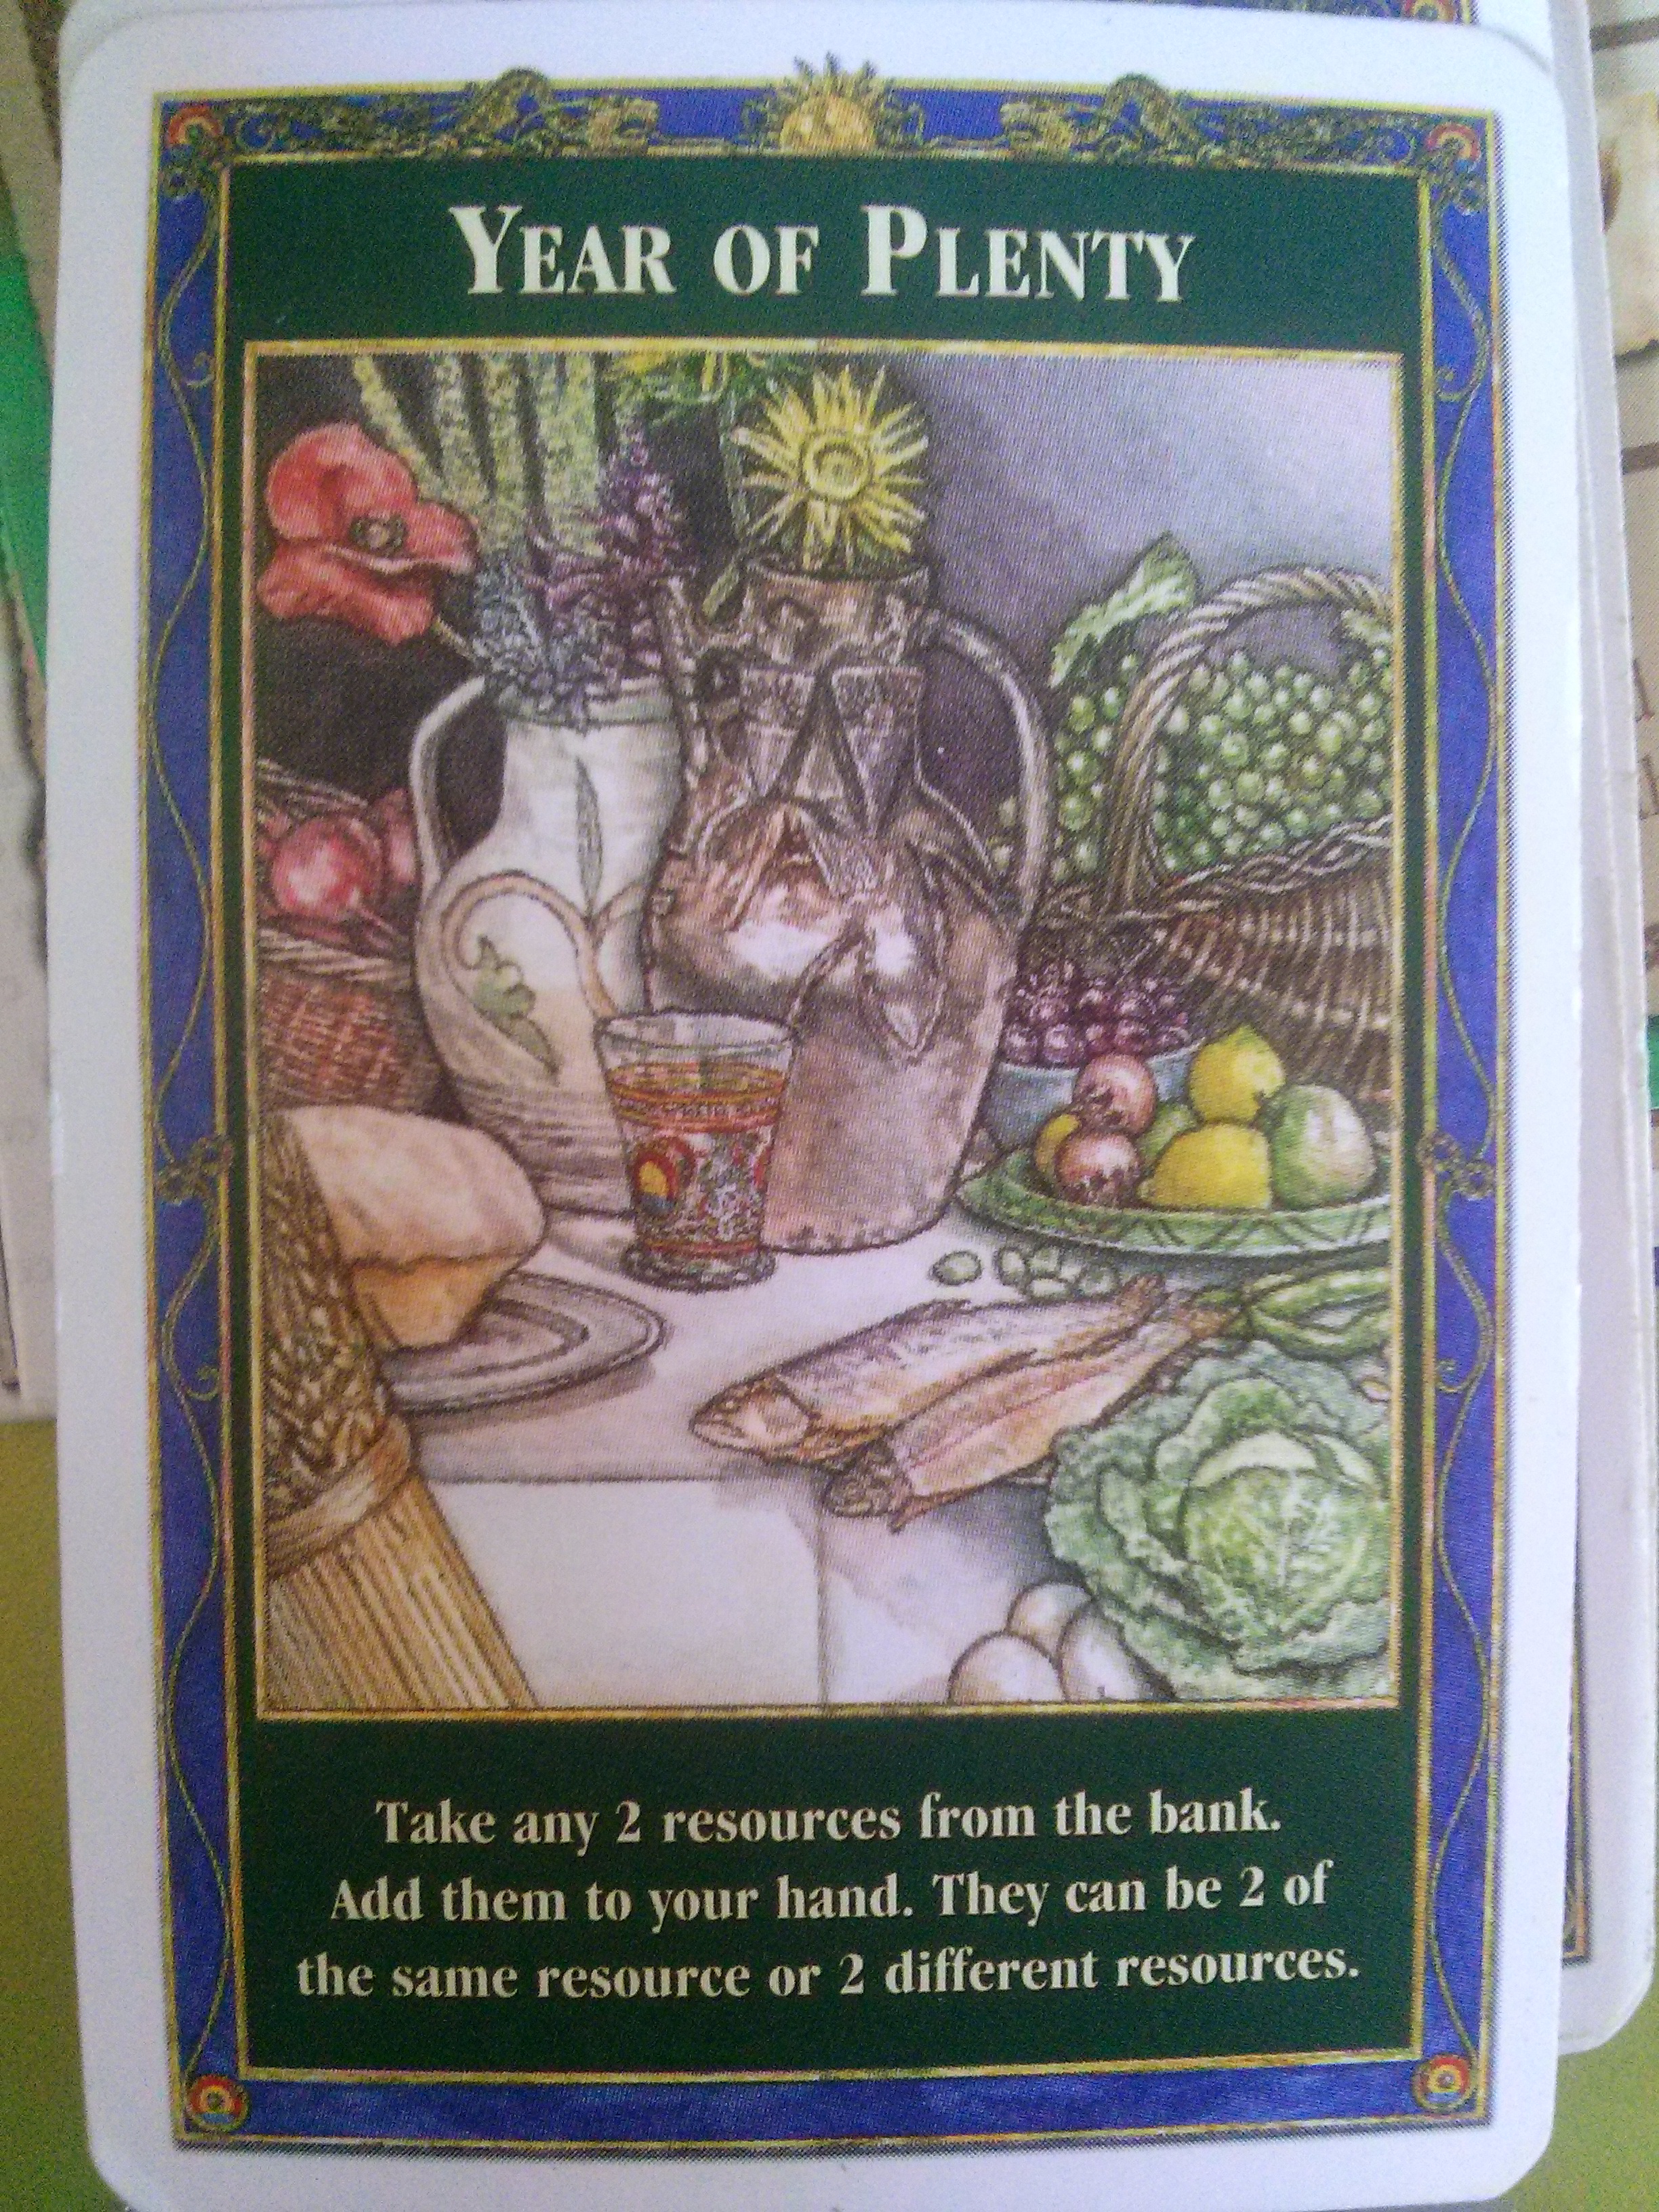 YEAR OF PLENTY
Take any 2 resources from the bank.
Add them to your hand. They can be 2 of
the same resource or 2 different resources.